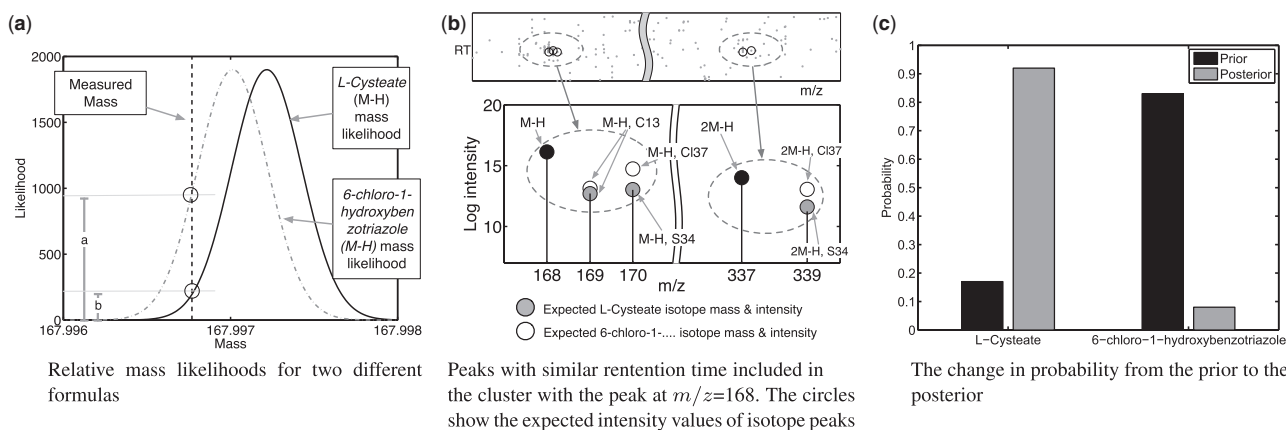 (a)
2000
1500
1000
500
0
Likelihood
Measured
Mass
L-Cysteate
(M-H)
mass
likelihood
6-chloro-1-
hydroxyben
zotriazole
(M-H) mass
likelihood
a
b
167.996
167.997
167.998
Mass
Relative mass likelihoods for two different
formulas
(b)
RT
m/z
20
15
10
Log intensity
M-H
M-H, C13
M-H, Cl37
M-H, S34
2M-H
2M-H, Cl37
2M-H, S34
168
169
170
337
339
m/z
Expected L-Cysteate isotope mass & intensity
Expected 6-chloro-1-.... isotope mass & intensity
Peaks with similar rentention time included in
the cluster with the peak at m/z=168. The circles
show the expected intensity values of isotope peaks
(c)
1
0.9
0.8
0.7
0.6
0.5
0.4
0.3
0.2
0.1
0
Probability
Prior
Posterior
L−Cysteate
6−chloro−1−hydroxybenzotriazole
The change in probability from the prior to the
posterior